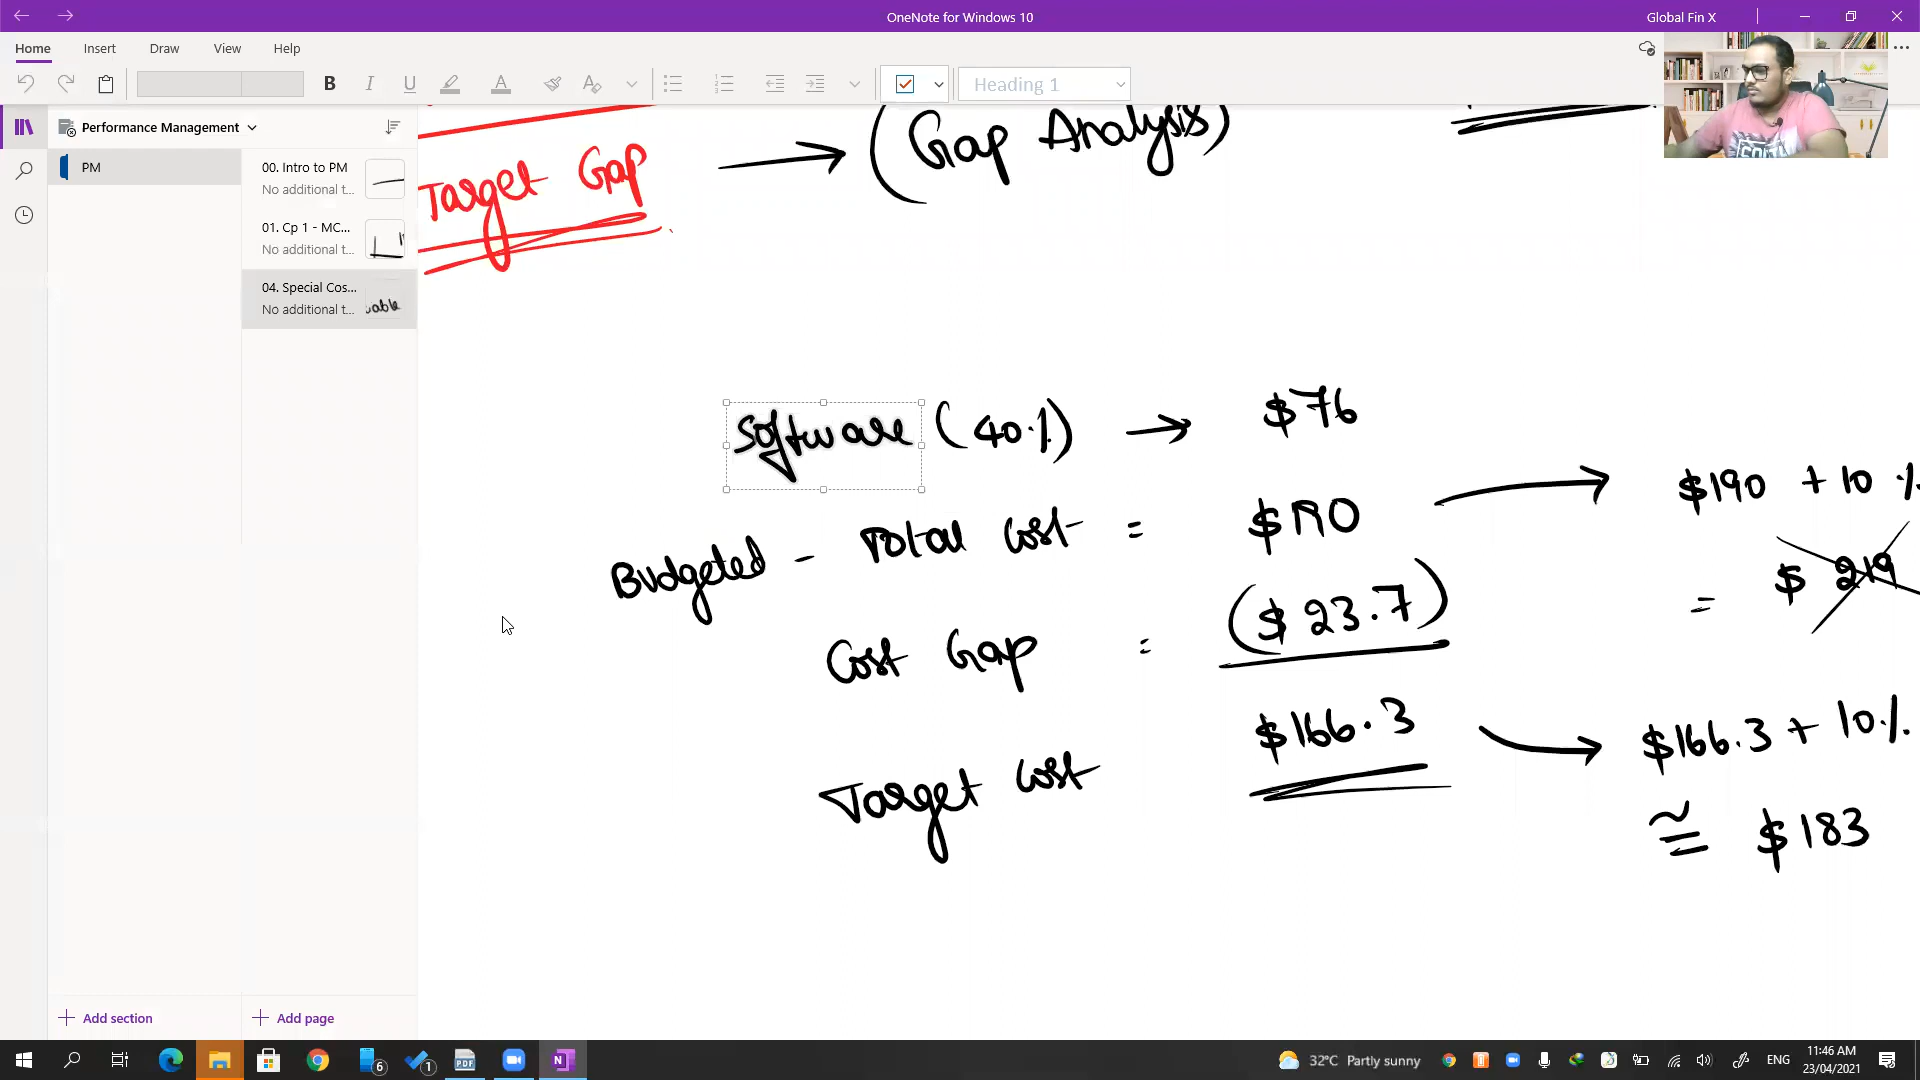 OneNote for Windows 10
Global Fin X
Home Insert Draw View Help
B I U A Heading 1
Performance Management
PM
00. Intro to PM
No additional t...
01. Cp 1 - MC...
No additional t...
04. Special Cos...
No additional t...
Target Gap → (Gap Analysis)
Software (40%) → $76
Budgeted - Total Cost = $190 → $190 + 10%
= $ 219
Cost Gap = ($ 23.7)
Target Cost $166.3 → $166.3 + 10%
≅ $183
+ Add section + Add page
6 1 PDF N 32°C Partly sunny ENG 11:46 AM
23/04/2021